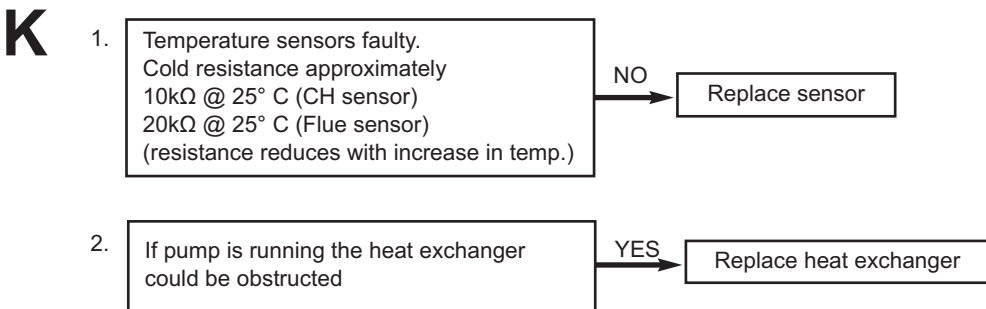 K
1.
Temperature sensors faulty.
Cold resistance approximately
10kΩ @ 25° C (CH sensor)
20kΩ @ 25° C (Flue sensor)
(resistance reduces with increase in temp.)
NO
Replace sensor
2.
If pump is running the heat exchanger
could be obstructed
YES
Replace heat exchanger